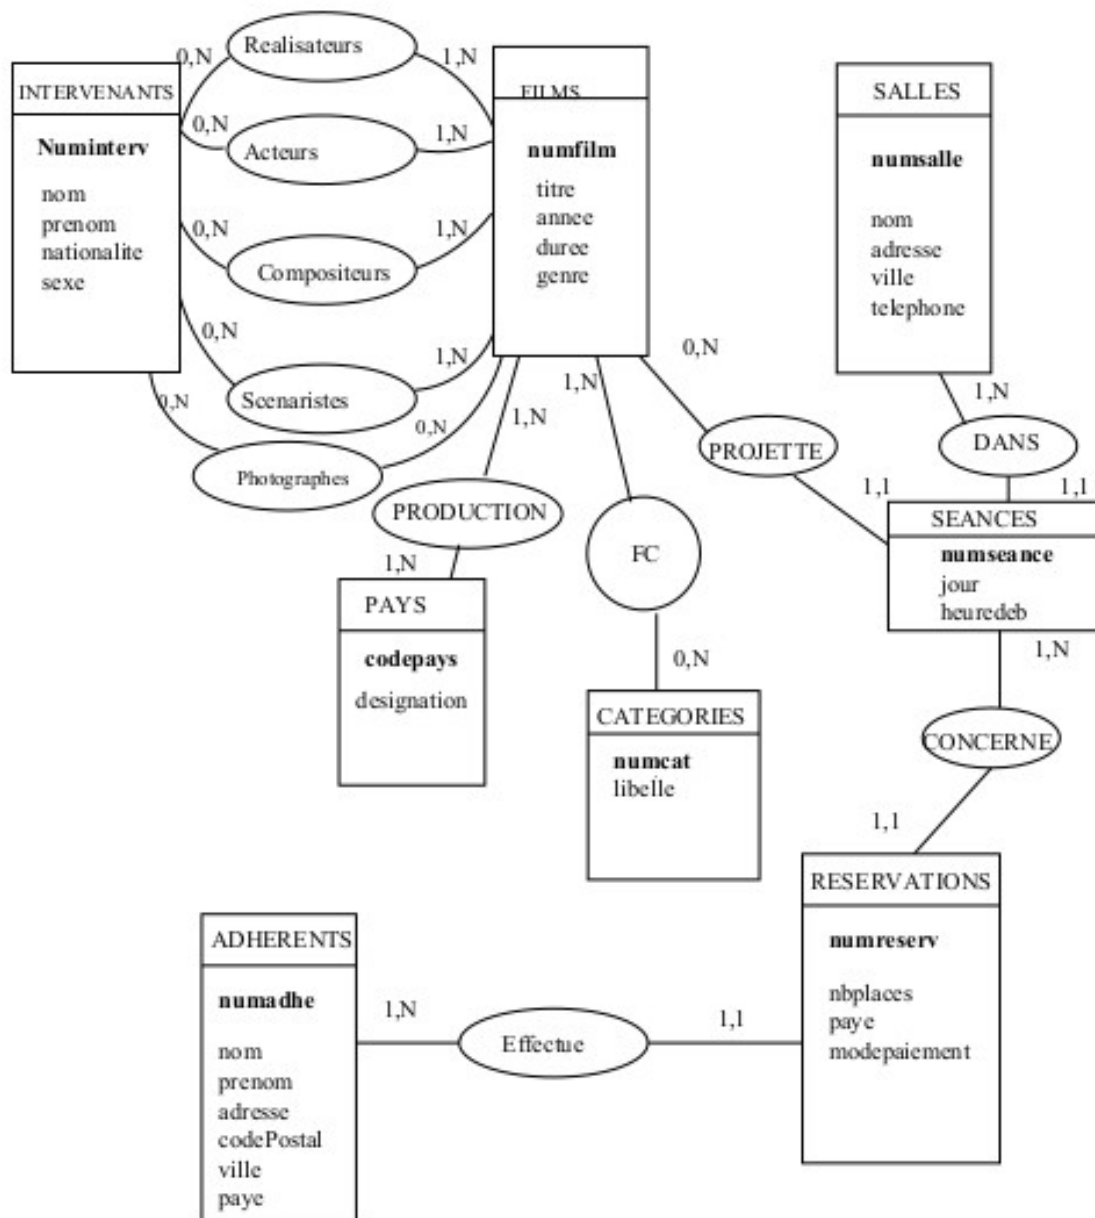 0,N
Realisateurs
1,N
INTERVENANTS
Numinterv
nom
prenom
nationalite
sexe
0,N
Acteurs
1,N
0,N
Compositeurs
1,N
0,N
Scenaristes
1,N
0,N
Photographes
0,N
FILMS
numfilm
titre
annee
duree
genre
SALLES
numsalle
nom
adresse
ville
telephone
1,N
PRODUCTION
1,N
PAYS
codepays
designation
1,N
FC
0,N
CATEGORIES
numcat
libelle
0,N
PROJETTE
1,1
1,N
DANS
1,1
SEANCES
numseance
jour
heuredeb
1,N
CONCERNE
1,1
RESERVATIONS
numreserv
nbplaces
paye
modepaiement
ADHERENTS
numadhe
nom
prenom
adresse
codePostal
ville
paye
1,N
Effectue
1,1